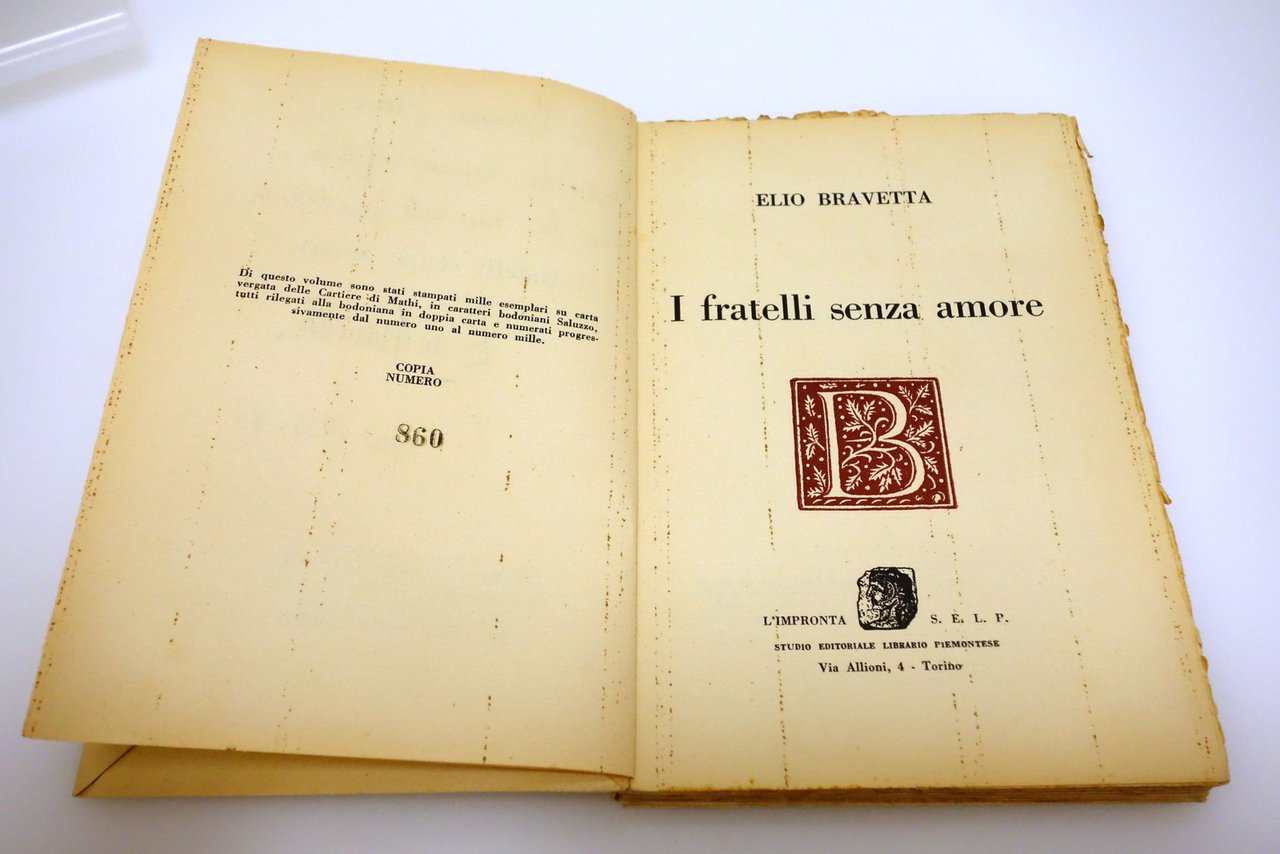 Di questo volume sono stati stampati mille esemplari su carta
vergata delle Cartiere di Mathi, in caratteri bodoniani Saluzzo,
tutti rilegati alla bodoniana in doppia carta e numerati progres-
sivamente dal numero uno al numero mille.
COPIA
NUMERO
860
ELIO BRAVETTA
I fratelli senza amore
B
L'IMPRONTA S. E. L. P.
STUDIO EDITORIALE LIBRARIO PIEMONTESE
Via Allioni, 4 - Torino